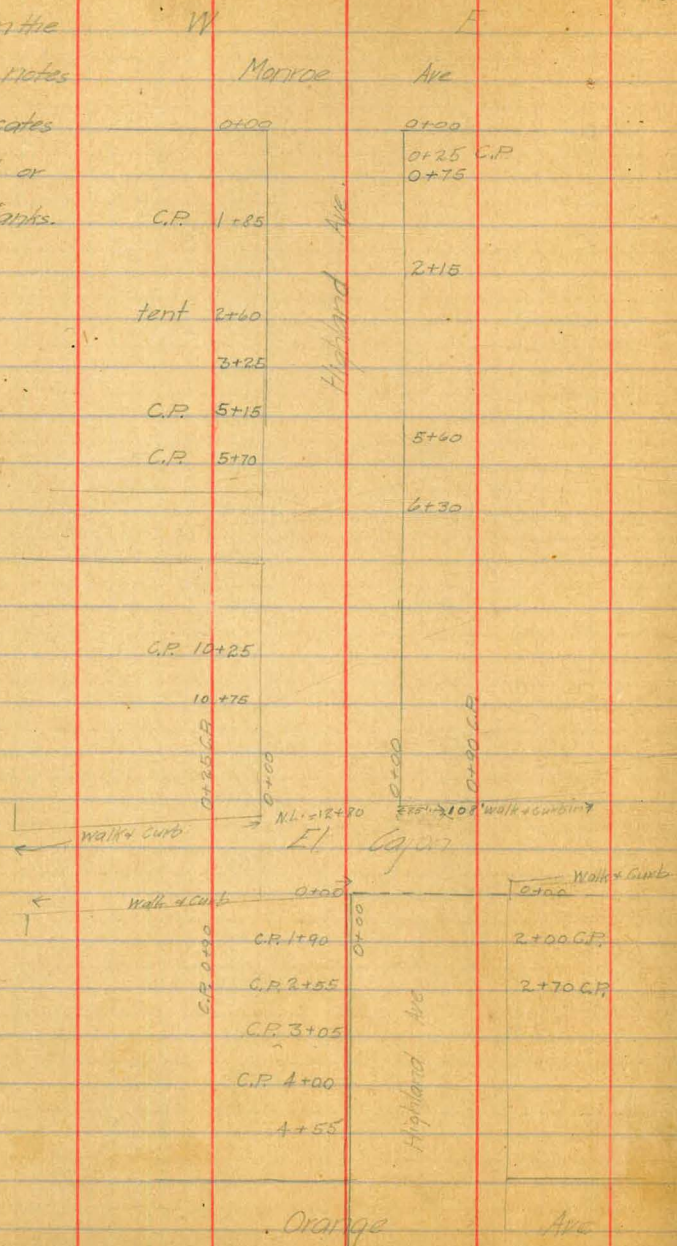 n the W E
notes Monroe Ave
cates 0+00 0+00
or 0+25 C.P
0+75
anks. C.P. 1+85
Highland Ave.
2+15
tent 2+60
3+25
C.P. 5+15
5+60
C.P. 5+70
6+30
C.P. 10+25
10+75
0+25 C.P. 0+00 0+00 0+90 C.P.
N.L.=12+80 108' Walk & Curbing
Walk & Curb
El Cajon
Walk & Curb
Walk & Curb 0+00 0+00
0+00
C.P. 0+90
C.P. 1+90 2+00 C.P.
C.P. 2+55 2+70 C.P.
C.P. 3+05
Highland Ave
C.P. 4+00
4+55
Orange Ave